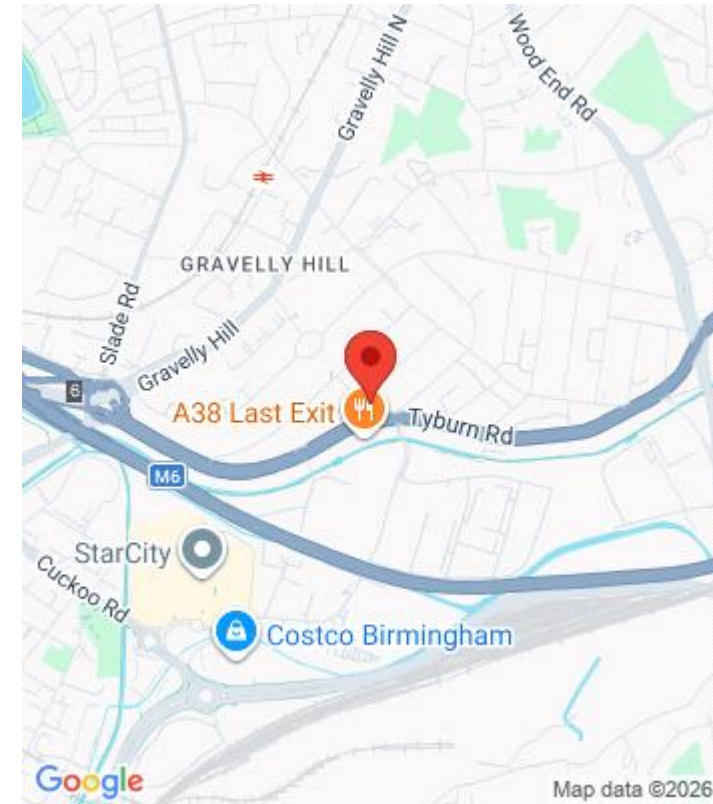 Gravelly Hill N
Wood End Rd
GRAVELLY HILL
Slade Rd
Gravelly Hill
6
A38 Last Exit
Tyburn Rd
M6
StarCity
Cuckoo Rd
Costco Birmingham
Google
Map data ©2026